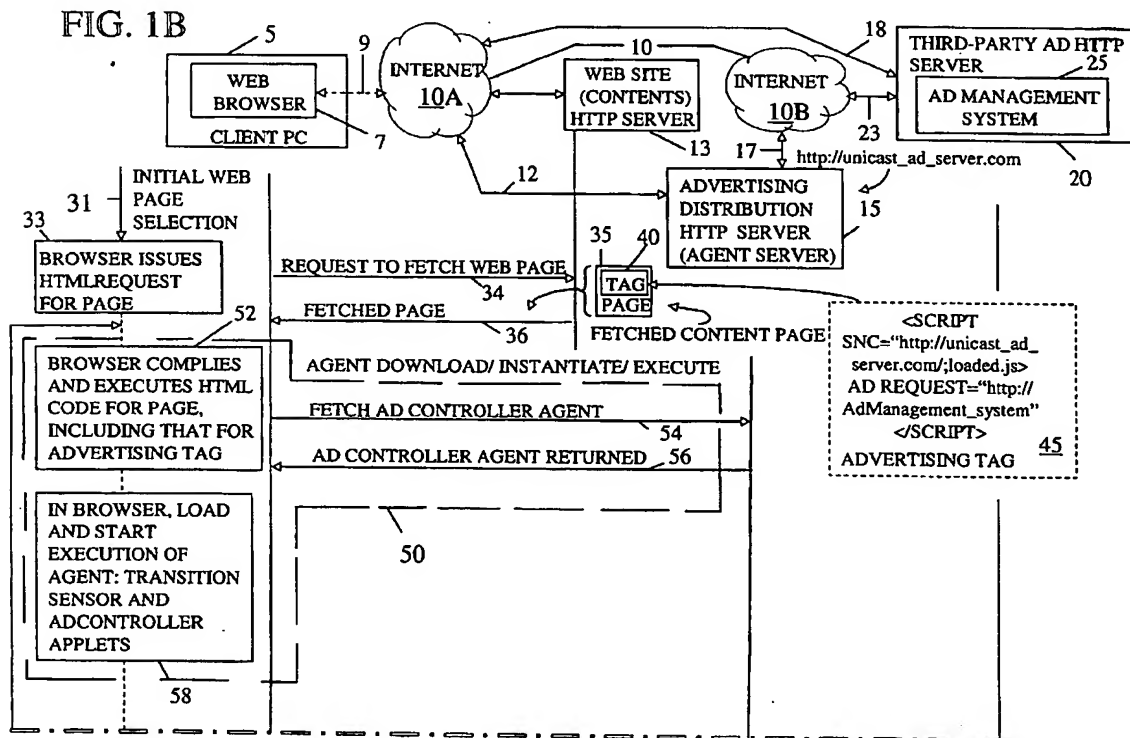 FIG. 1B
5
WEB
BROWSER
CLIENT PC
7
9
INTERNET
10A
10
WEB SITE
(CONTENTS)
HTTP SERVER
13
INTERNET
10B
17
18
THIRD-PARTY AD HTTP
SERVER
25
AD MANAGEMENT
SYSTEM
23
20
http://unicast_ad_server.com
12
ADVERTISING
DISTRIBUTION
HTTP SERVER
(AGENT SERVER)
15
31
INITIAL WEB
PAGE
SELECTION
33
BROWSER ISSUES
HTMLREQUEST
FOR PAGE
REQUEST TO FETCH WEB PAGE
34
35
40
TAG
PAGE
FETCHED PAGE
36
FETCHED CONTENT PAGE
52
BROWSER COMPLIES
AND EXECUTES HTML
CODE FOR PAGE,
INCLUDING THAT FOR
ADVERTISING TAG
AGENT DOWNLOAD/ INSTANTIATE/ EXECUTE
FETCH AD CONTROLLER AGENT
54
AD CONTROLLER AGENT RETURNED
56
<SCRIPT
SNC="http://unicast_ad_
server.com/;loaded.js>
AD REQUEST="http://
AdManagement_system"
</SCRIPT>
ADVERTISING TAG
45
IN BROWSER, LOAD
AND START
EXECUTION OF
AGENT: TRANSITION
SENSOR AND
ADCONTROLLER
APPLETS
50
58